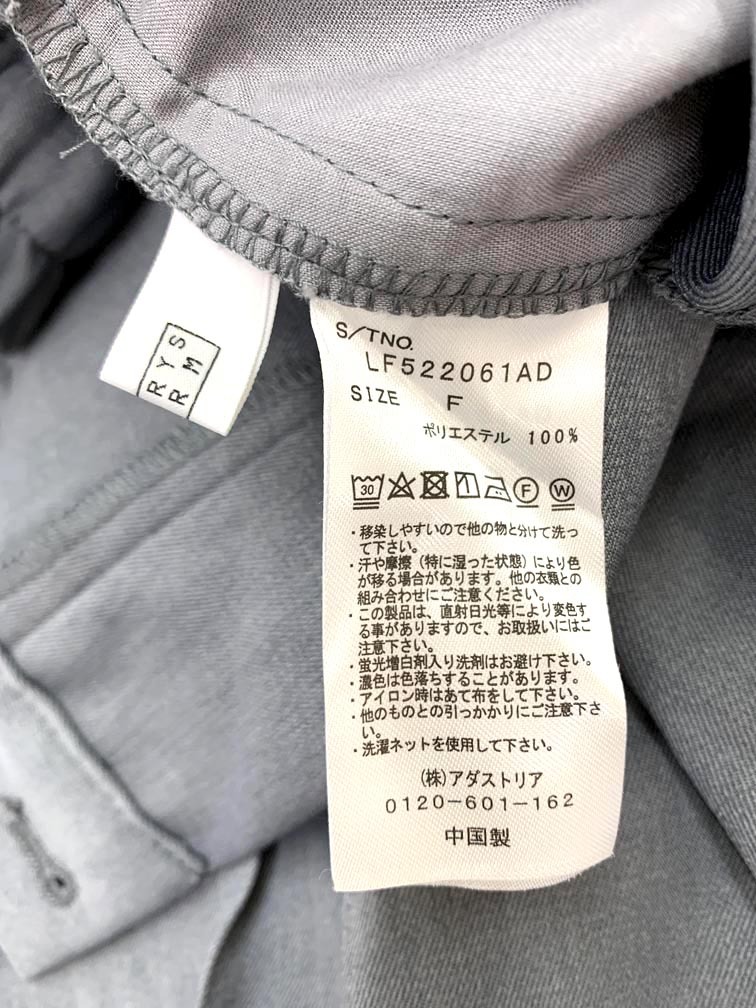 S/TNO.
LF522061AD
SIZE F
ポリエステル 100%
30 F W
・移染しやすいので他の物と分けて洗っ
て下さい。
・汗や摩擦(特に湿った状態)により色
が移る場合があります。他の衣類との
組み合わせにご注意ください。
・この製品は、直射日光等により変色す
る事がありますので、お取扱いにはご
注意下さい。
・蛍光増白剤入り洗剤はお避け下さい。
・濃色は色落ちすることがあります。
・アイロン時はあて布をして下さい。
・他のものとの引っかかりにご注意下さ
い。
・洗濯ネットを使用して下さい。
(株)アダストリア
0120-601-162
中国製
RYS
RM